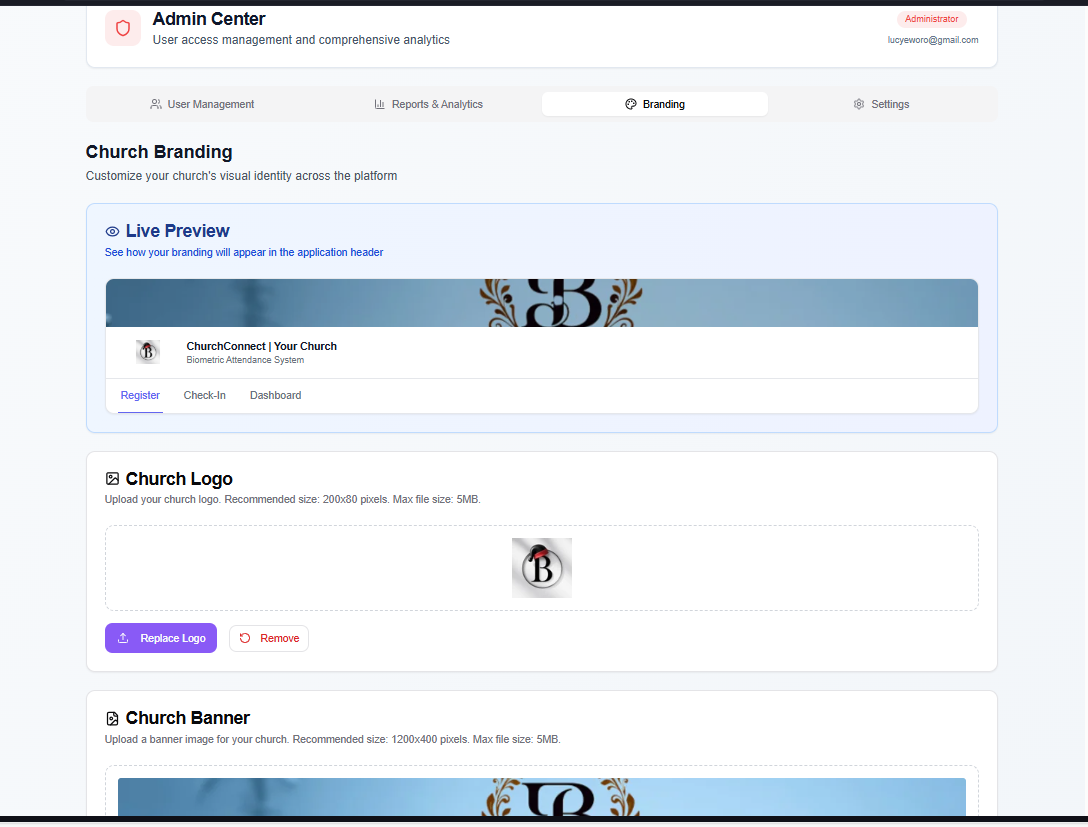 Admin Center
Administrator
User access management and comprehensive analytics
lucyeworo@gmail.com
User Management
Reports & Analytics
Branding
Settings
Church Branding
Customize your church's visual identity across the platform
Live Preview
See how your branding will appear in the application header
B
B
ChurchConnect | Your Church
Biometric Attendance System
Register
Check-In
Dashboard
Church Logo
Upload your church logo. Recommended size: 200x80 pixels. Max file size: 5MB.
B
Replace Logo
Remove
Church Banner
Upload a banner image for your church. Recommended size: 1200x400 pixels. Max file size: 5MB.
B